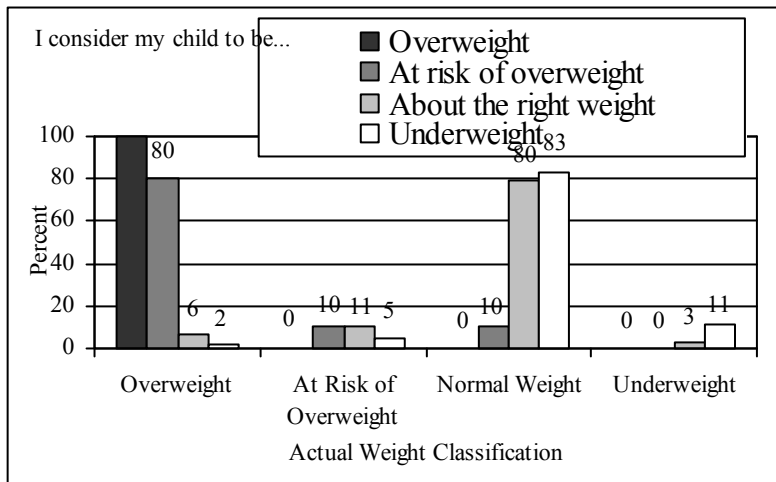 I consider my child to be...
Overweight
At risk of overweight
About the right weight
Underweight
Percent
100
80
60
40
20
0
80
6
2
0
10
11
5
0
10
80
83
0
0
3
11
Overweight
At Risk of
Overweight
Normal Weight
Underweight
Actual Weight Classification